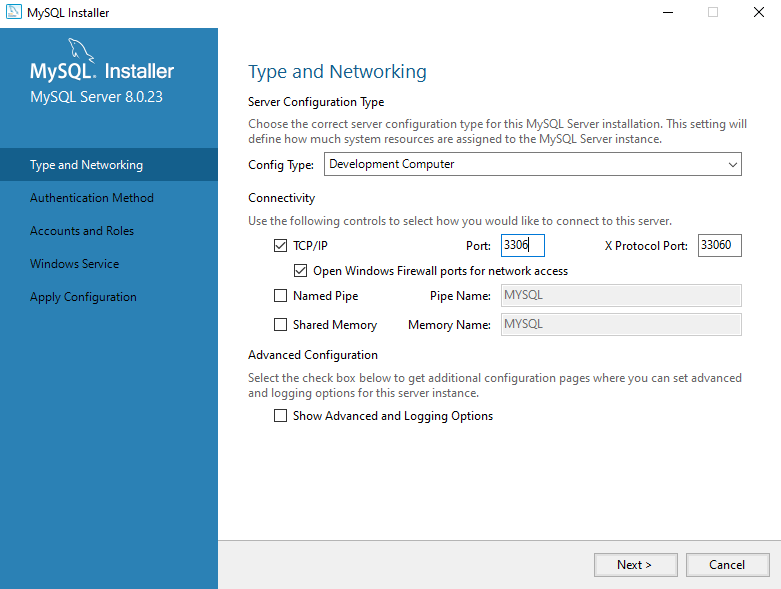 MySQL Installer
MySQL. Installer
MySQL Server 8.0.23
Type and Networking
Authentication Method
Accounts and Roles
Windows Service
Apply Configuration
Type and Networking
Server Configuration Type
Choose the correct server configuration type for this MySQL Server installation. This setting will
define how much system resources are assigned to the MySQL Server instance.
Config Type: Development Computer
Connectivity
Use the following controls to select how you would like to connect to this server.
TCP/IP Port: 3306 X Protocol Port: 33060
Open Windows Firewall ports for network access
Named Pipe Pipe Name: MYSQL
Shared Memory Memory Name: MYSQL
Advanced Configuration
Select the check box below to get additional configuration pages where you can set advanced
and logging options for this server instance.
Show Advanced and Logging Options
Next > Cancel